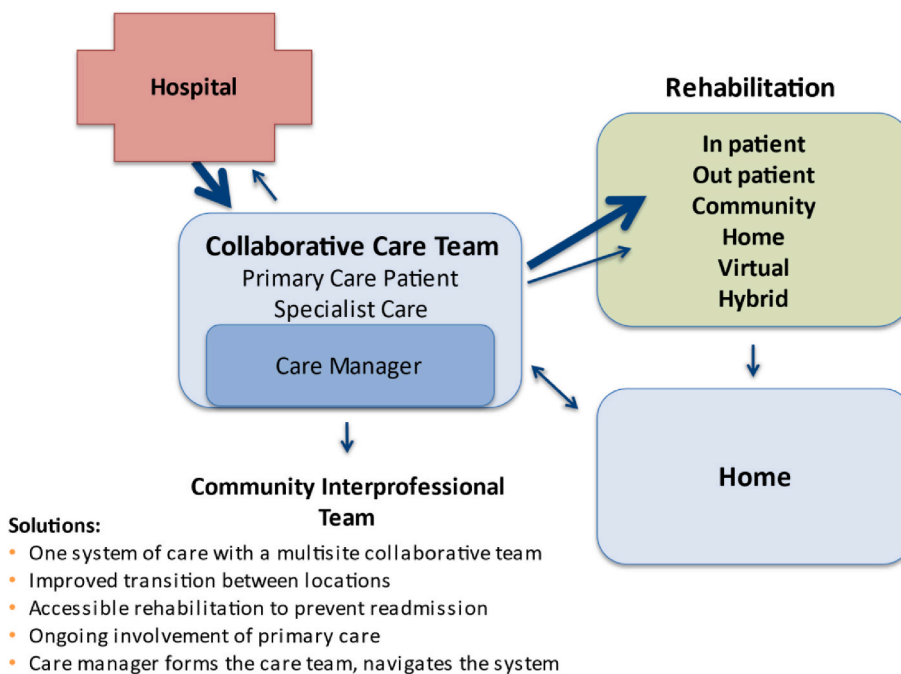 Hospital
Rehabilitation
In patient
Out patient
Community
Home
Virtual
Hybrid
Collaborative Care Team
Primary Care Patient
Specialist Care
Care Manager
Home
Community Interprofessional
Team
Solutions:
• One system of care with a multisite collaborative team
• Improved transition between locations
• Accessible rehabilitation to prevent readmission
• Ongoing involvement of primary care
• Care manager forms the care team, navigates the system